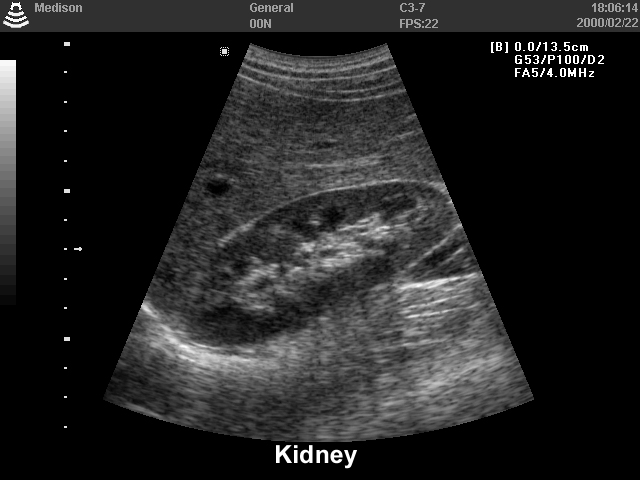 Medison General C3-7 18:06:14
00N FPS:22 2000/02/22
[B] 0.0/13.5cm
G53/P100/D2
FA5/4.0MHz
Kidney